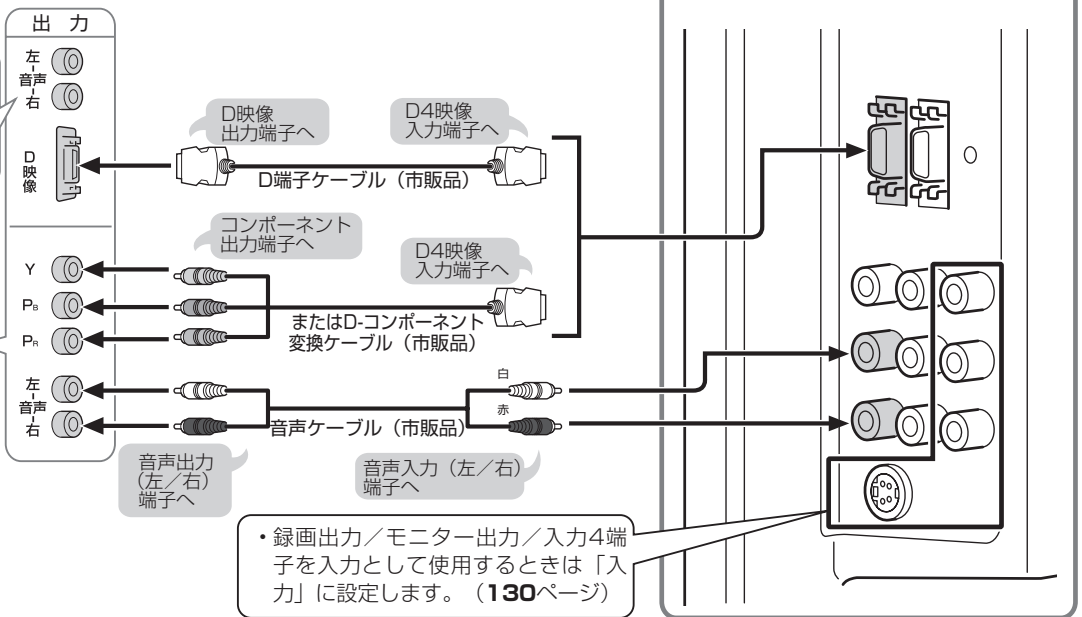 出 力
左
音声
右
D
映
像
Y
PB
PR
左
音声
右
D映像
出力端子へ
D4映像
入力端子へ
D端子ケーブル（市販品）
コンポーネント
出力端子へ
D4映像
入力端子へ
またはD-コンポーネント
変換ケーブル（市販品）
白
赤
音声ケーブル（市販品）
音声出力
（左／右）
端子へ
音声入力（左／右）
端子へ
・録画出力／モニター出力／入力4端
子を入力として使用するときは「入
力」に設定します。（130ページ）